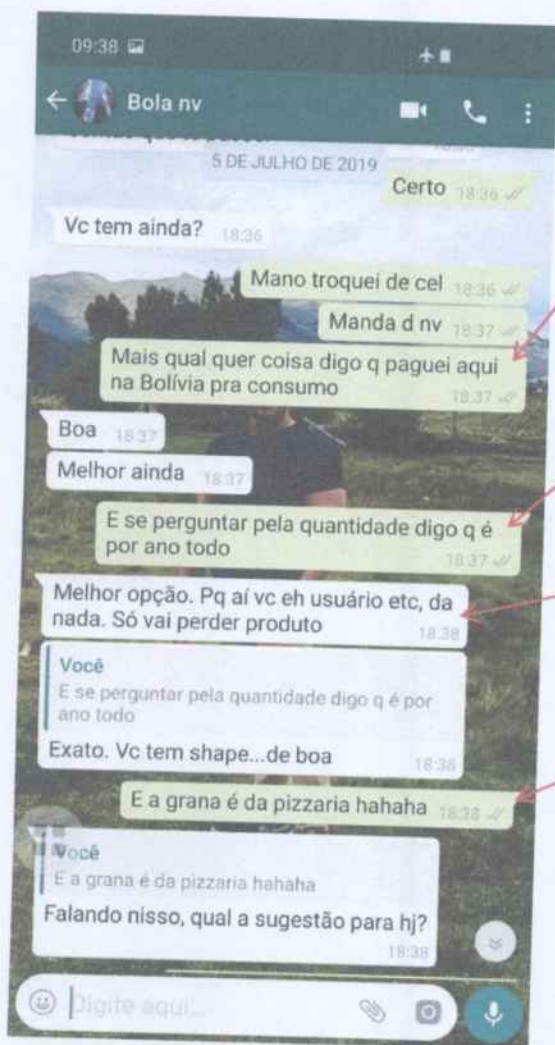 09:38
Bola nv
5 DE JULHO DE 2019
Certo 18:36
Vc tem ainda? 18:36
Mano troquei de cel 18:36
Manda d nv 18:37
Mais qual quer coisa digo q paguei aqui
na Bolívia pra consumo 18:37
Boa 18:37
Melhor ainda 18:37
E se perguntar pela quantidade digo q é
por ano todo 18:37
Melhor opção. Pq aí vc eh usuário etc, da
nada. Só vai perder produto 18:38
Você
E se perguntar pela quantidade digo q é por
ano todo
Exato. Vc tem shape...de boa 18:38
E a grana é da pizzaria hahaha 18:38
Você
E a grana é da pizzaria hahaha
Falando nisso, qual a sugestão para hj?
18:38
Digite aqui...